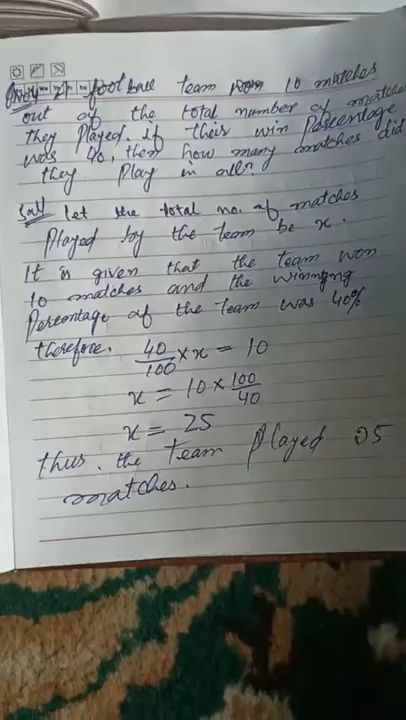 A football team won 10 matches
out of the total number of matches
They Played. If their win Percentage
was 40, then how many matches did
they Play in all?
Sol! let the total no. of matches
Played by the team be x.
It is given that the team won
10 matches and the winning
Percentage of the team was 40%
therefore. 40/100 × x = 10
x = 10 × 100/40
x = 25
thus. the team Played 25
matches.